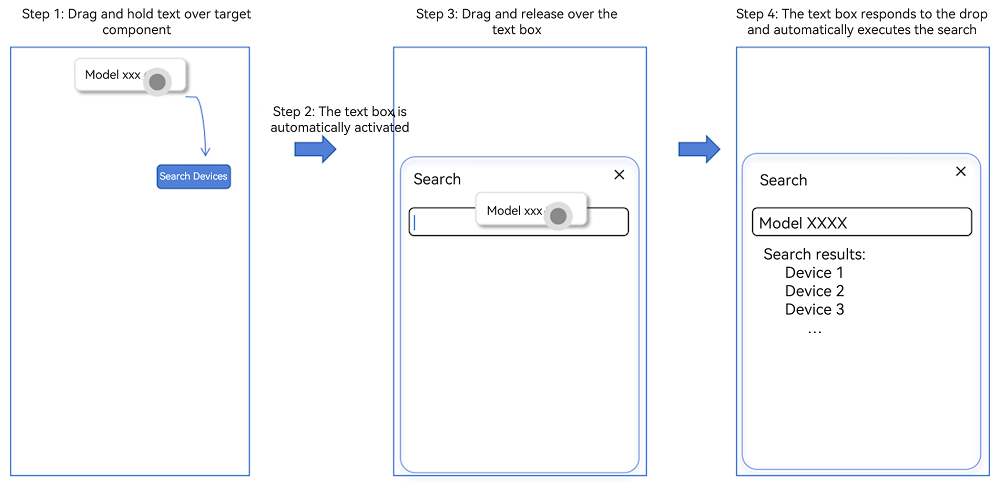 Step 1: Drag and hold text over target
component
Model xxx
Search Devices
Step 2: The text box is
automatically activated
Step 3: Drag and release over the
text box
Search
Model xxx
Step 4: The text box responds to the drop
and automatically executes the search
Search
Model XXXX
Search results:
Device 1
Device 2
Device 3
...